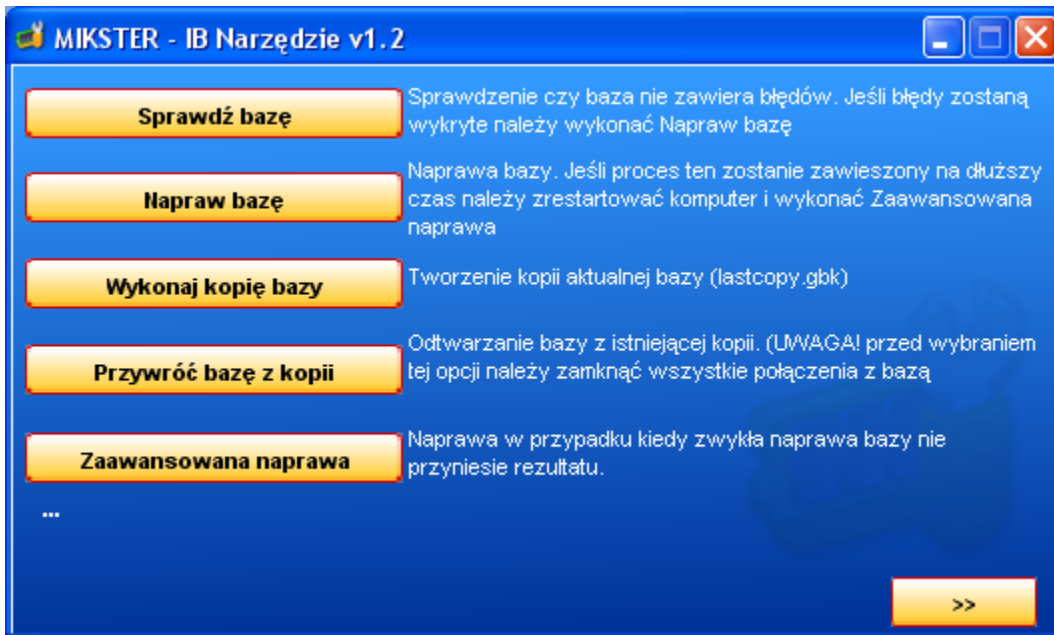 MIKSTER - IB Narzędzie v1.2
Sprawdź bazę
Sprawdzenie czy baza nie zawiera błędów. Jeśli błędy zostaną
wykryte należy wykonać Napraw bazę
Napraw bazę
Naprawa bazy. Jeśli proces ten zostanie zawieszony na dłuższy
czas należy zrestartować komputer i wykonać Zaawansowana
naprawa
Wykonaj kopię bazy
Tworzenie kopii aktualnej bazy (lastcopy.gbk)
Przywróć bazę z kopii
Odtwarzanie bazy z istniejącej kopii. (UWAGA! przed wybraniem
tej opcji należy zamknąć wszystkie połączenia z bazą
Zaawansowana naprawa
Naprawa w przypadku kiedy zwykła naprawa bazy nie
przyniesie rezultatu.
...
>>